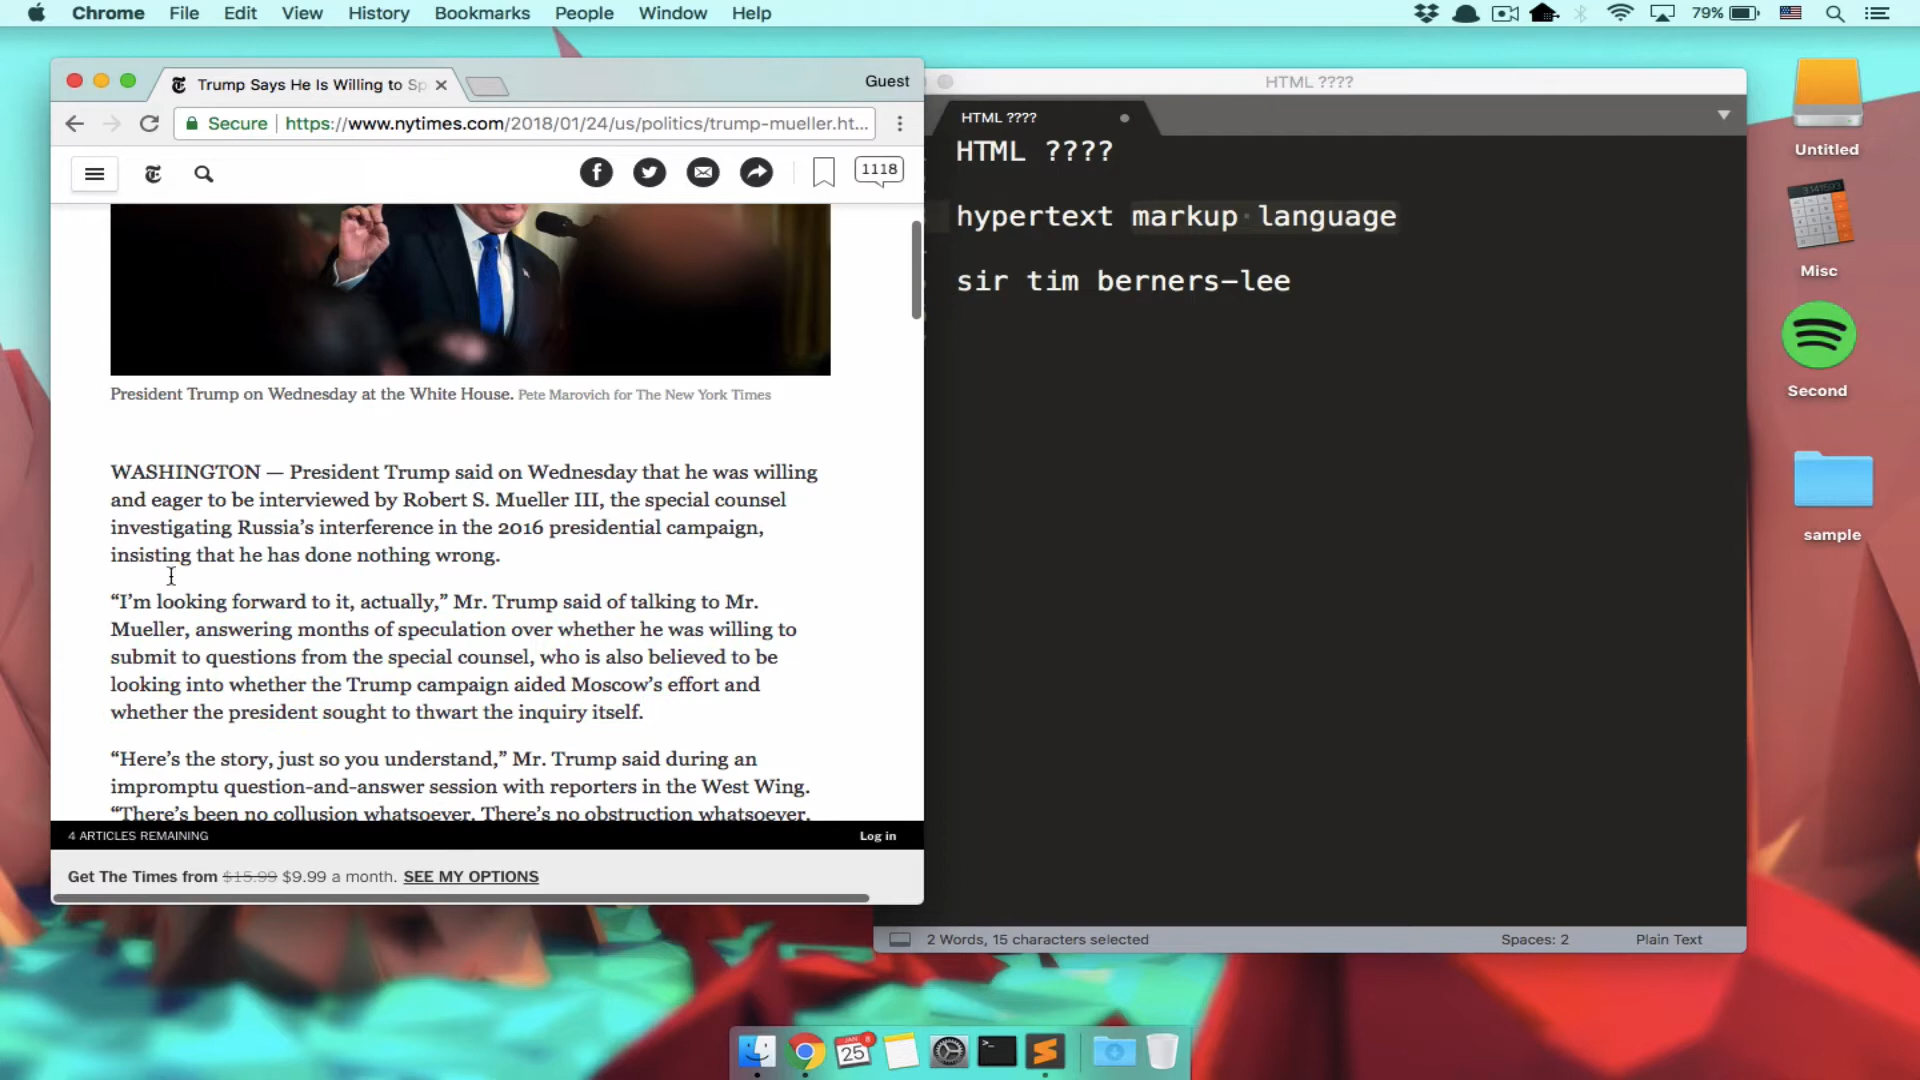 Chrome File Edit View History Bookmarks People Window Help
79%
Trump Says He Is Willing to Sp
Guest
Secure https://www.nytimes.com/2018/01/24/us/politics/trump-mueller.ht...
1118
President Trump on Wednesday at the White House. Pete Marovich for The New York Times
WASHINGTON — President Trump said on Wednesday that he was willing
and eager to be interviewed by Robert S. Mueller III, the special counsel
investigating Russia’s interference in the 2016 presidential campaign,
insisting that he has done nothing wrong.
“I’m looking forward to it, actually,” Mr. Trump said of talking to Mr.
Mueller, answering months of speculation over whether he was willing to
submit to questions from the special counsel, who is also believed to be
looking into whether the Trump campaign aided Moscow’s effort and
whether the president sought to thwart the inquiry itself.
“Here’s the story, just so you understand,” Mr. Trump said during an
impromptu question-and-answer session with reporters in the West Wing.
“There’s been no collusion whatsoever. There’s no obstruction whatsoever.
4 ARTICLES REMAINING
Log in
Get The Times from $15.99 $9.99 a month. SEE MY OPTIONS
HTML ????
HTML ????
HTML ????
hypertext markup language
sir tim berners-lee
2 Words, 15 characters selected
Spaces: 2
Plain Text
Untitled
Misc
Second
sample
JAN
25
8